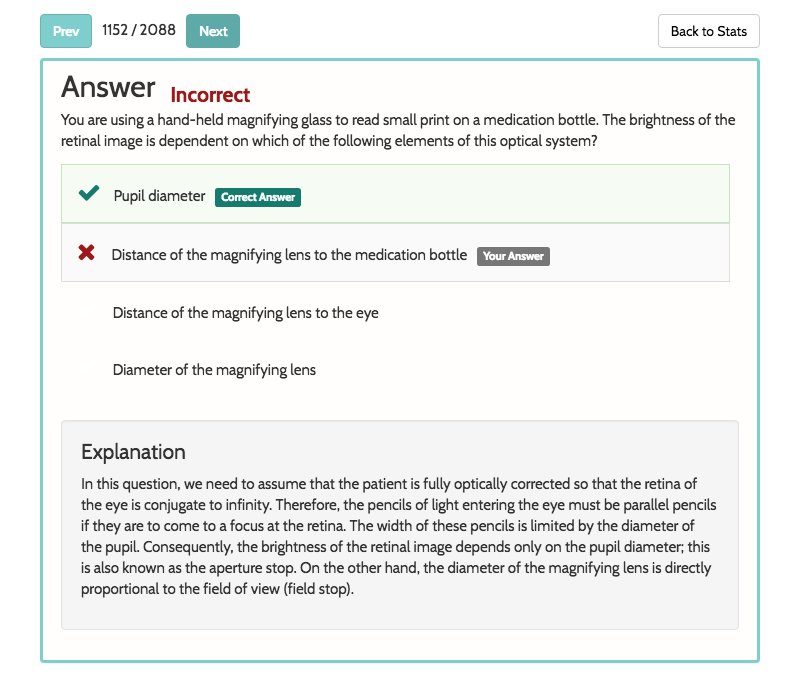 Prev 1152 / 2088 Next Back to Stats
Answer Incorrect
You are using a hand-held magnifying glass to read small print on a medication bottle. The brightness of the
retinal image is dependent on which of the following elements of this optical system?
Pupil diameter Correct Answer
Distance of the magnifying lens to the medication bottle Your Answer
Distance of the magnifying lens to the eye
Diameter of the magnifying lens
Explanation
In this question, we need to assume that the patient is fully optically corrected so that the retina of
the eye is conjugate to infinity. Therefore, the pencils of light entering the eye must be parallel pencils
if they are to come to a focus at the retina. The width of these pencils is limited by the diameter of
the pupil. Consequently, the brightness of the retinal image depends only on the pupil diameter; this
is also known as the aperture stop. On the other hand, the diameter of the magnifying lens is directly
proportional to the field of view (field stop).